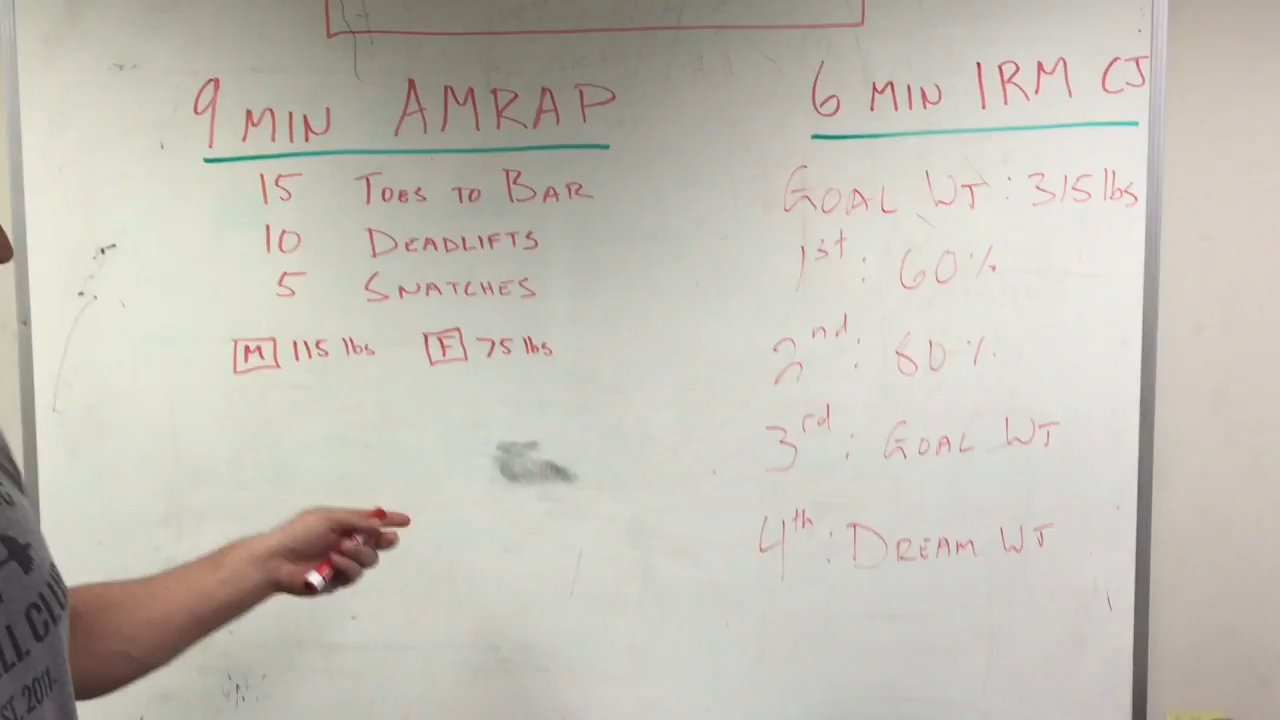 9 MIN AMRAP
15 TOES TO BAR
10 DEADLIFTS
5 SNATCHES
M 115 lbs F 75 lbs
6 MIN 1RM CJ
GOAL WT: 315 lbs
1st: 60%
2nd: 80%
3rd: GOAL WT
4th: DREAM WT